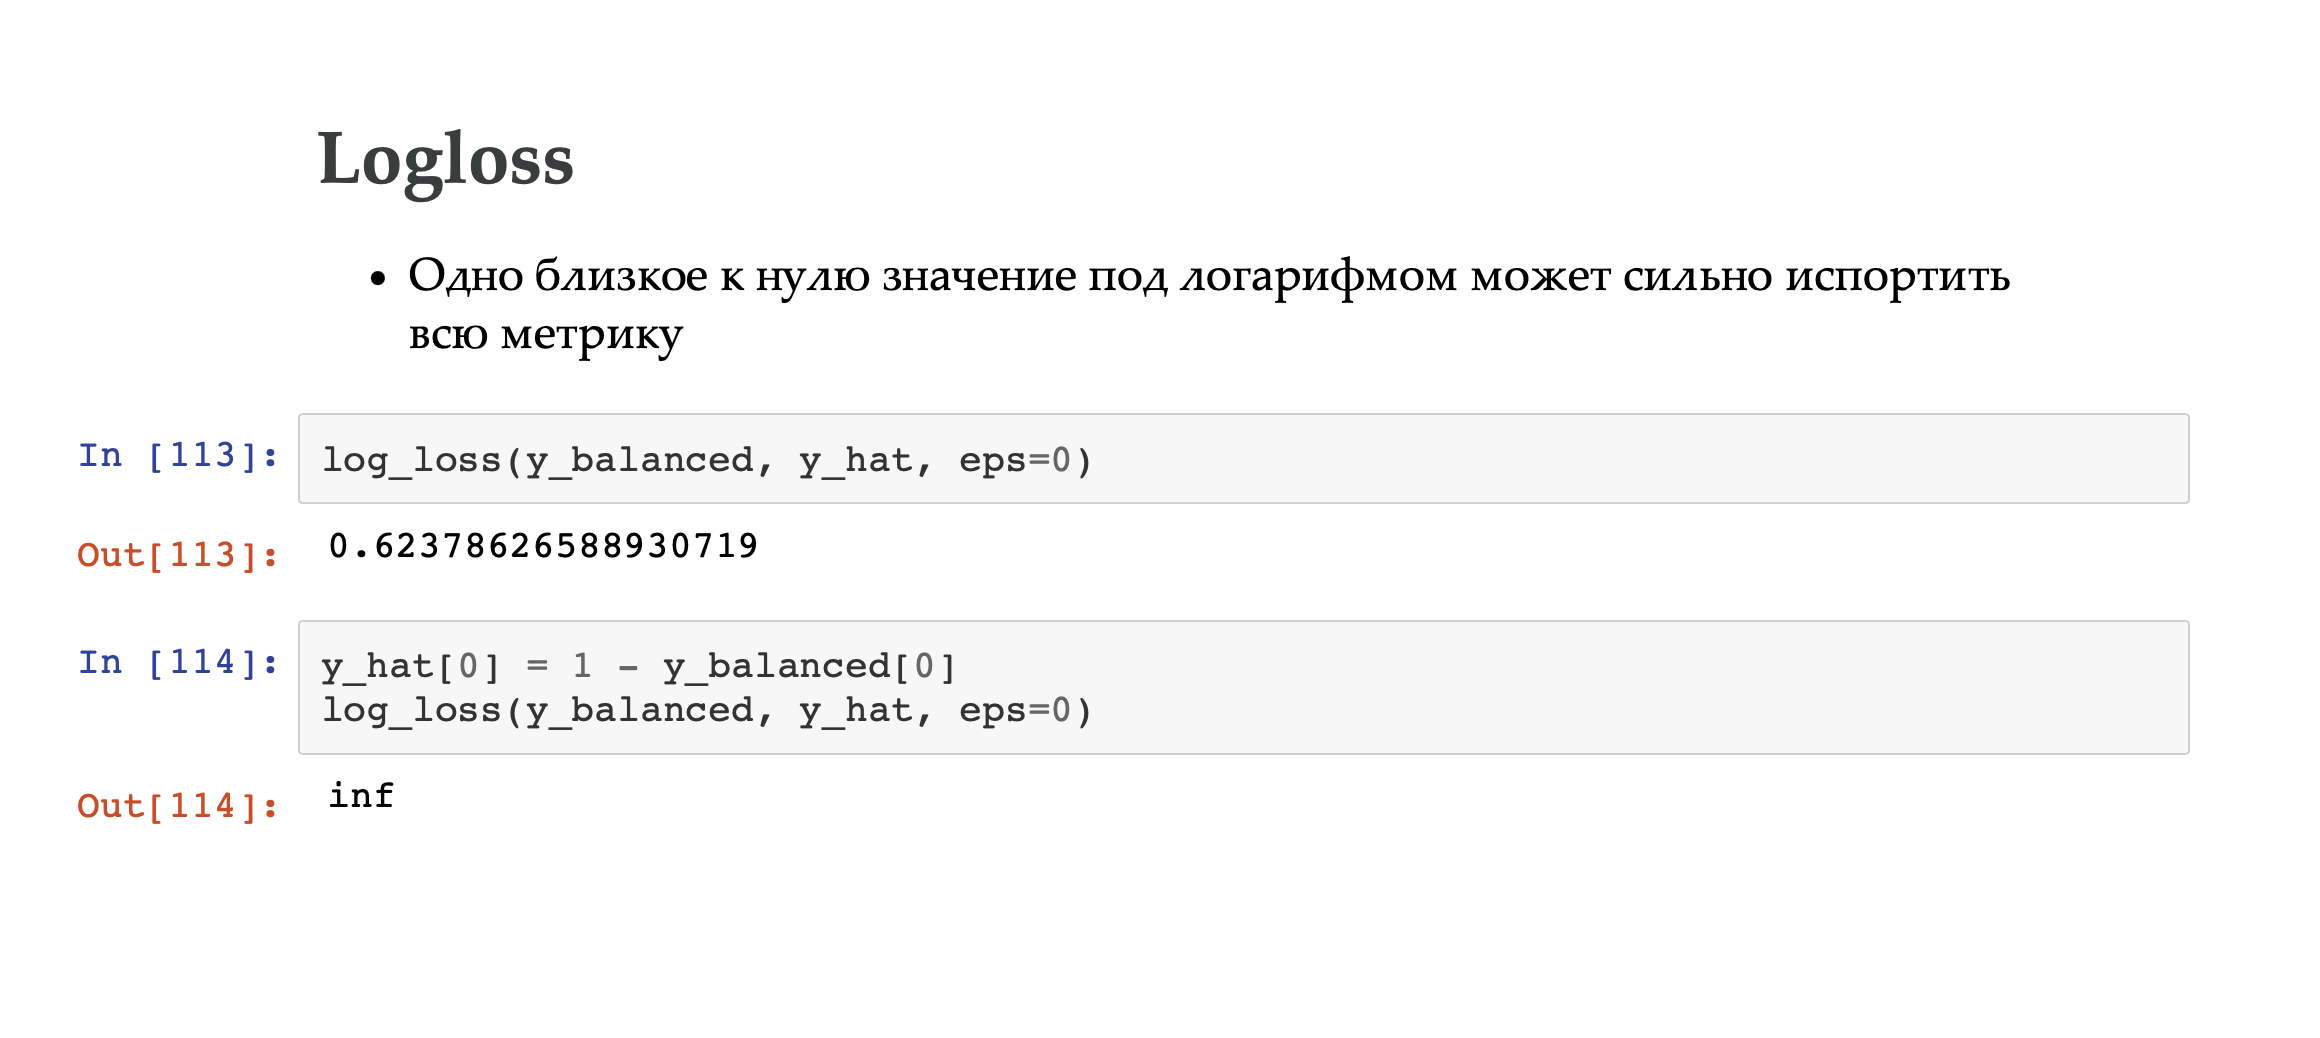 Logloss
• Одно близкое к нулю значение под логарифмом может сильно испортить
всю метрику
In [113]: log_loss(y_balanced, y_hat, eps=0)
Out[113]: 0.62378626588930719
In [114]: y_hat[0] = 1 - y_balanced[0]
log_loss(y_balanced, y_hat, eps=0)
Out[114]: inf